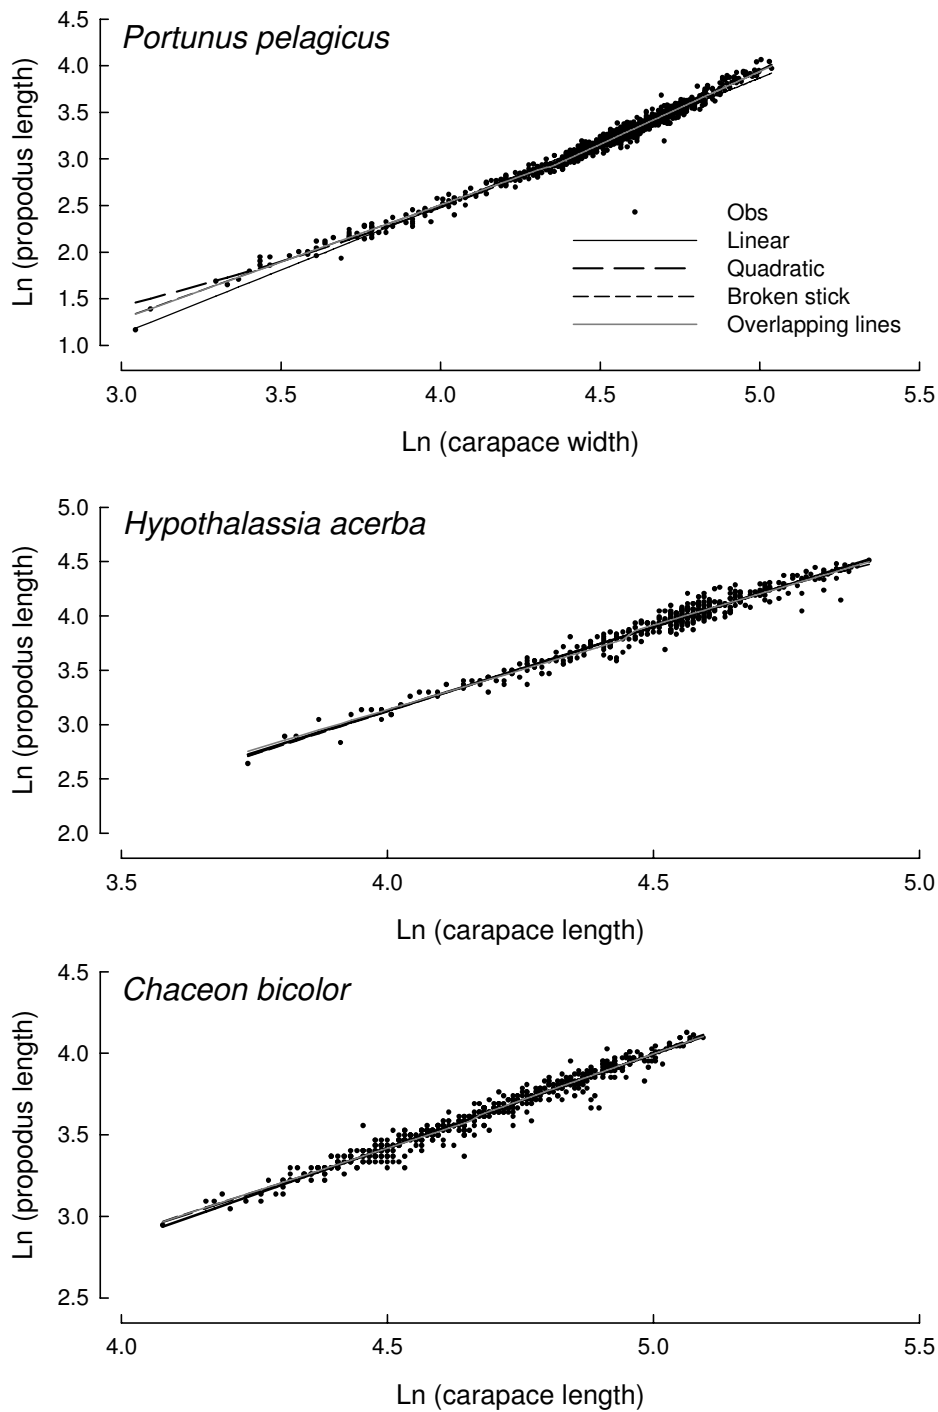 Portunus pelagicus
4.5
4.0
3.5
3.0
2.5
2.0
1.5
1.0
Ln (propodus length)
Obs
Linear
Quadratic
Broken stick
Overlapping lines
3.0 3.5 4.0 4.5 5.0 5.5
Ln (carapace width)
Hypothalassia acerba
5.0
4.5
4.0
3.5
3.0
2.5
2.0
Ln (propodus length)
3.5 4.0 4.5 5.0
Ln (carapace length)
Chaceon bicolor
4.5
4.0
3.5
3.0
2.5
Ln (propodus length)
4.0 4.5 5.0 5.5
Ln (carapace length)